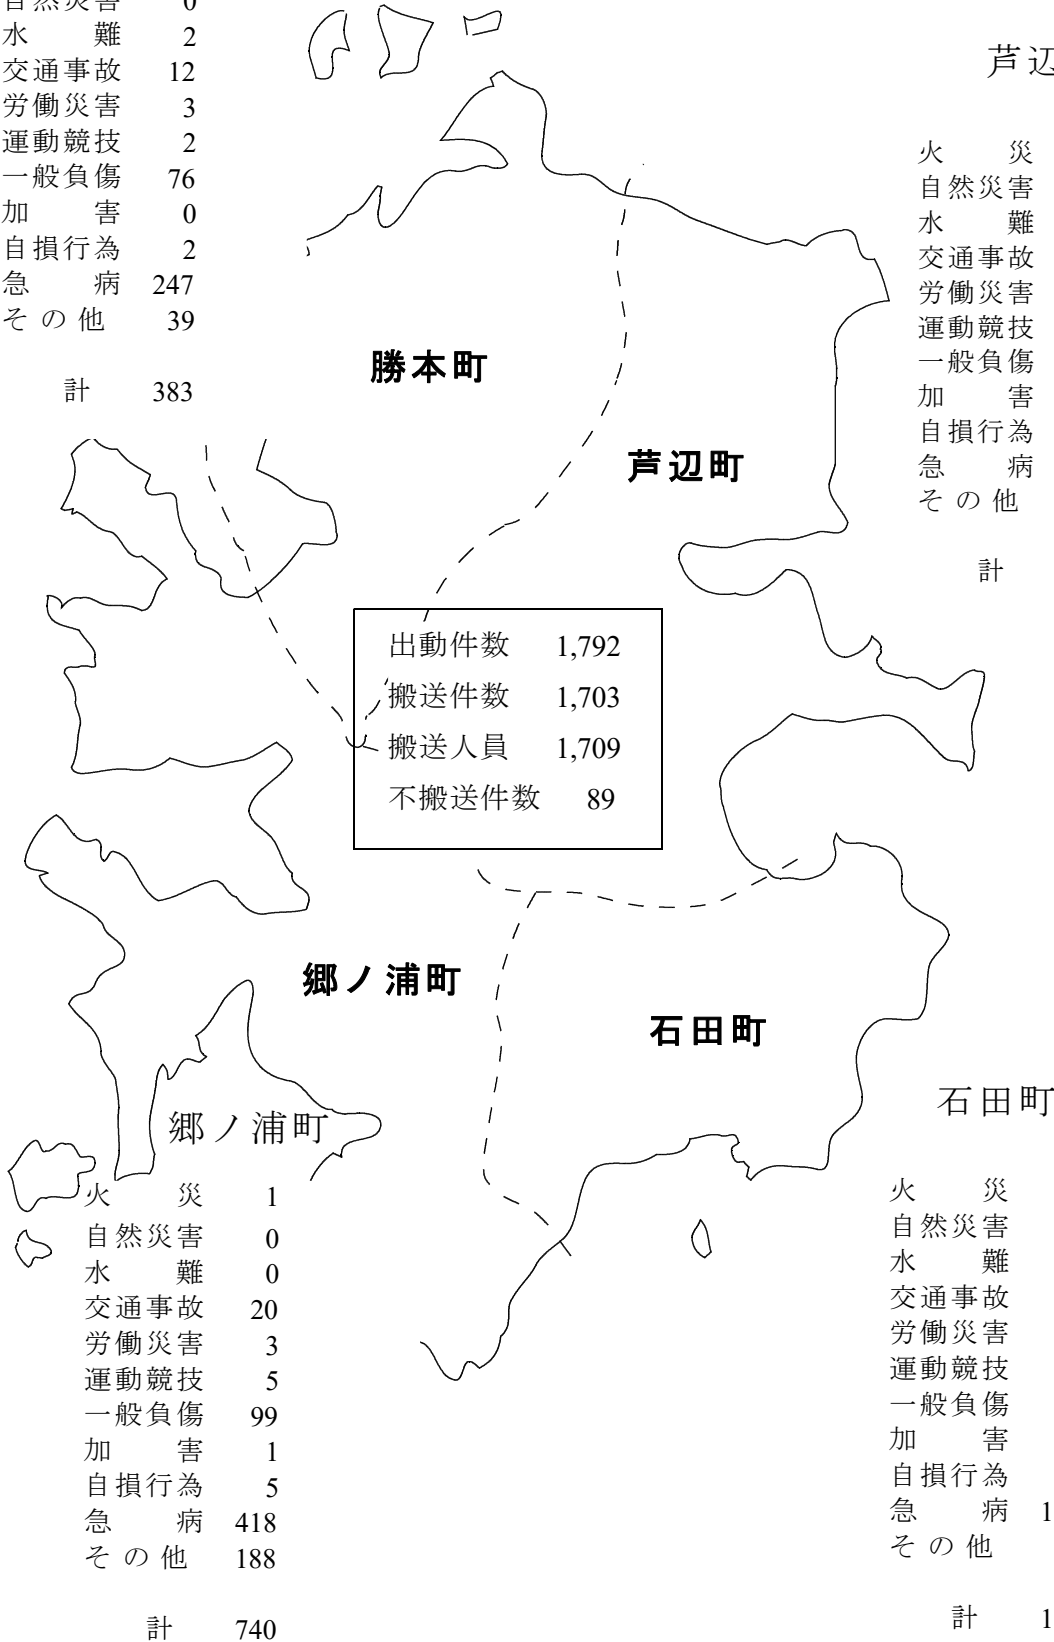 自然災害 0
水 難 2
交通事故 12
労働災害 3
運動競技 2
一般負傷 76
加 害 0
自損行為 2
急 病 247
その他 39
計 383
芦辺
火 災
自然災害
水 難
交通事故
労働災害
運動競技
一般負傷
加 害
自損行為
急 病
その他
計
勝本町
芦辺町
出動件数 1,792
搬送件数 1,703
搬送人員 1,709
不搬送件数 89
郷ノ浦町
石田町
郷ノ浦町
火 災 1
自然災害 0
水 難 0
交通事故 20
労働災害 3
運動競技 5
一般負傷 99
加 害 1
自損行為 5
急 病 418
その他 188
計 740
石田町
火 災
自然災害
水 難
交通事故
労働災害
運動競技
一般負傷
加 害
自損行為
急 病 1
その他
計 1